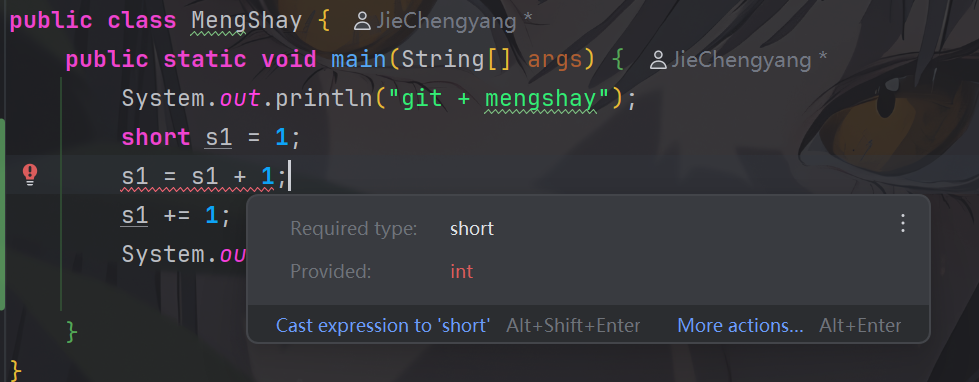 public class MengShay { JieChengyang *
public static void main(String[] args) { JieChengyang *
System.out.println("git + mengshay");
short s1 = 1;
s1 = s1 + 1;
s1 += 1;
System.ou
Required type: short
Provided: int
Cast expression to 'short' Alt+Shift+Enter More actions... Alt+Enter
}
}